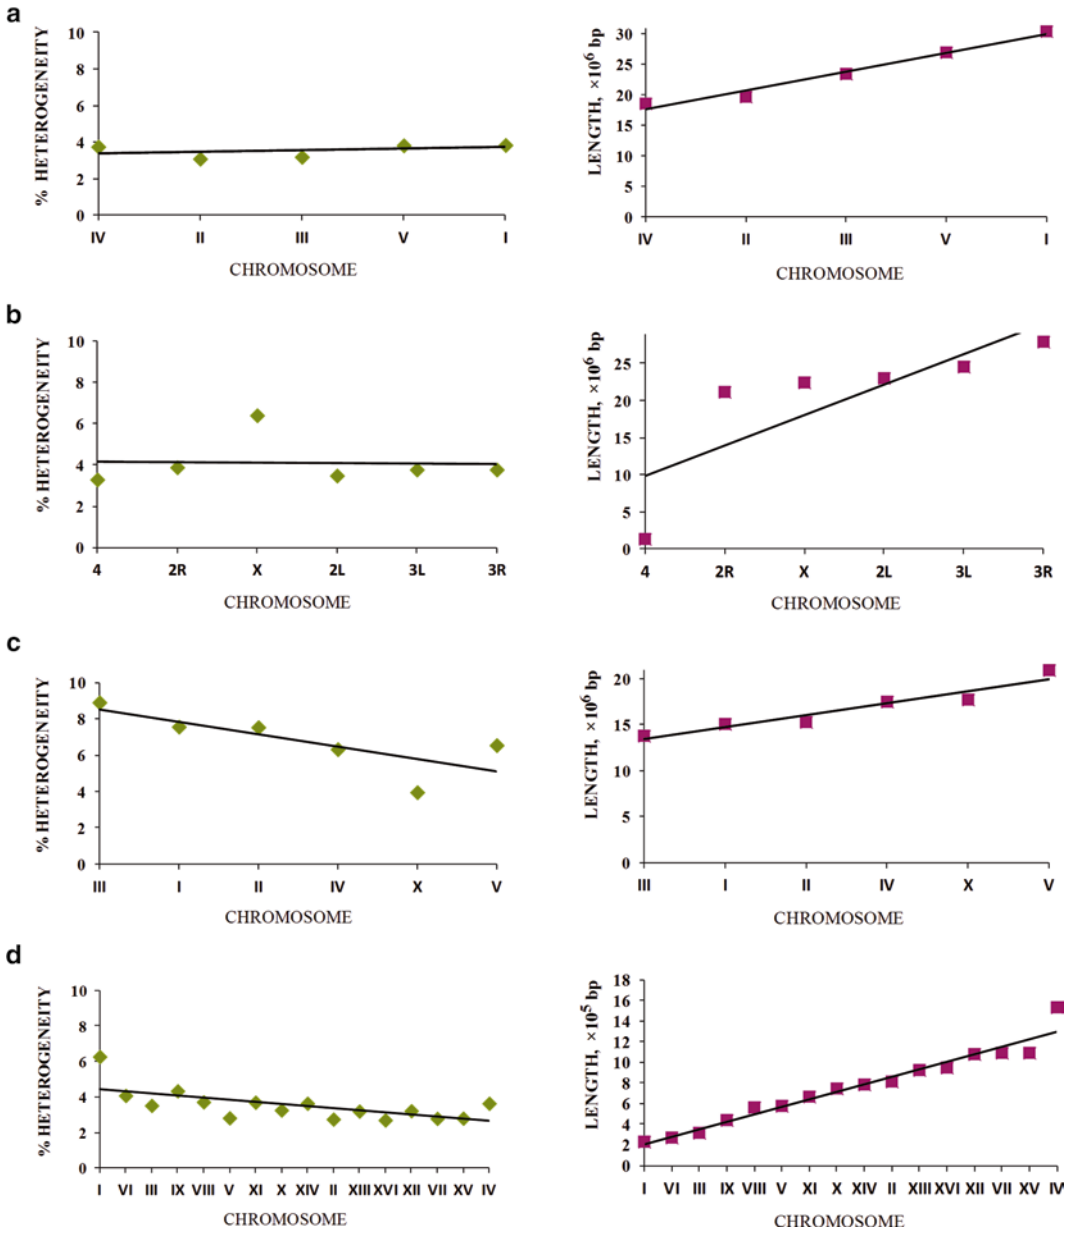 a
% HETEROGENEITY
10
8
6
4
2
0
IV II III V I
CHROMOSOME
LENGTH, ×10⁶ bp
30
25
20
15
10
5
0
IV II III V I
CHROMOSOME
b
% HETEROGENEITY
10
8
6
4
2
0
4 2R X 2L 3L 3R
CHROMOSOME
LENGTH, ×10⁶ bp
25
20
15
10
5
0
4 2R X 2L 3L 3R
CHROMOSOME
c
% HETEROGENEITY
10
8
6
4
2
0
III I II IV X V
CHROMOSOME
LENGTH, ×10⁶ bp
20
15
10
5
0
III I II IV X V
CHROMOSOME
d
% HETEROGENEITY
10
8
6
4
2
0
I VI III IX VIII V XI X XIV II XIII XVI XII VII XV IV
CHROMOSOME
LENGTH, ×10⁵ bp
18
16
14
12
10
8
6
4
2
0
I VI III IX VIII V XI X XIV II XIII XVI XII VII XV IV
CHROMOSOME